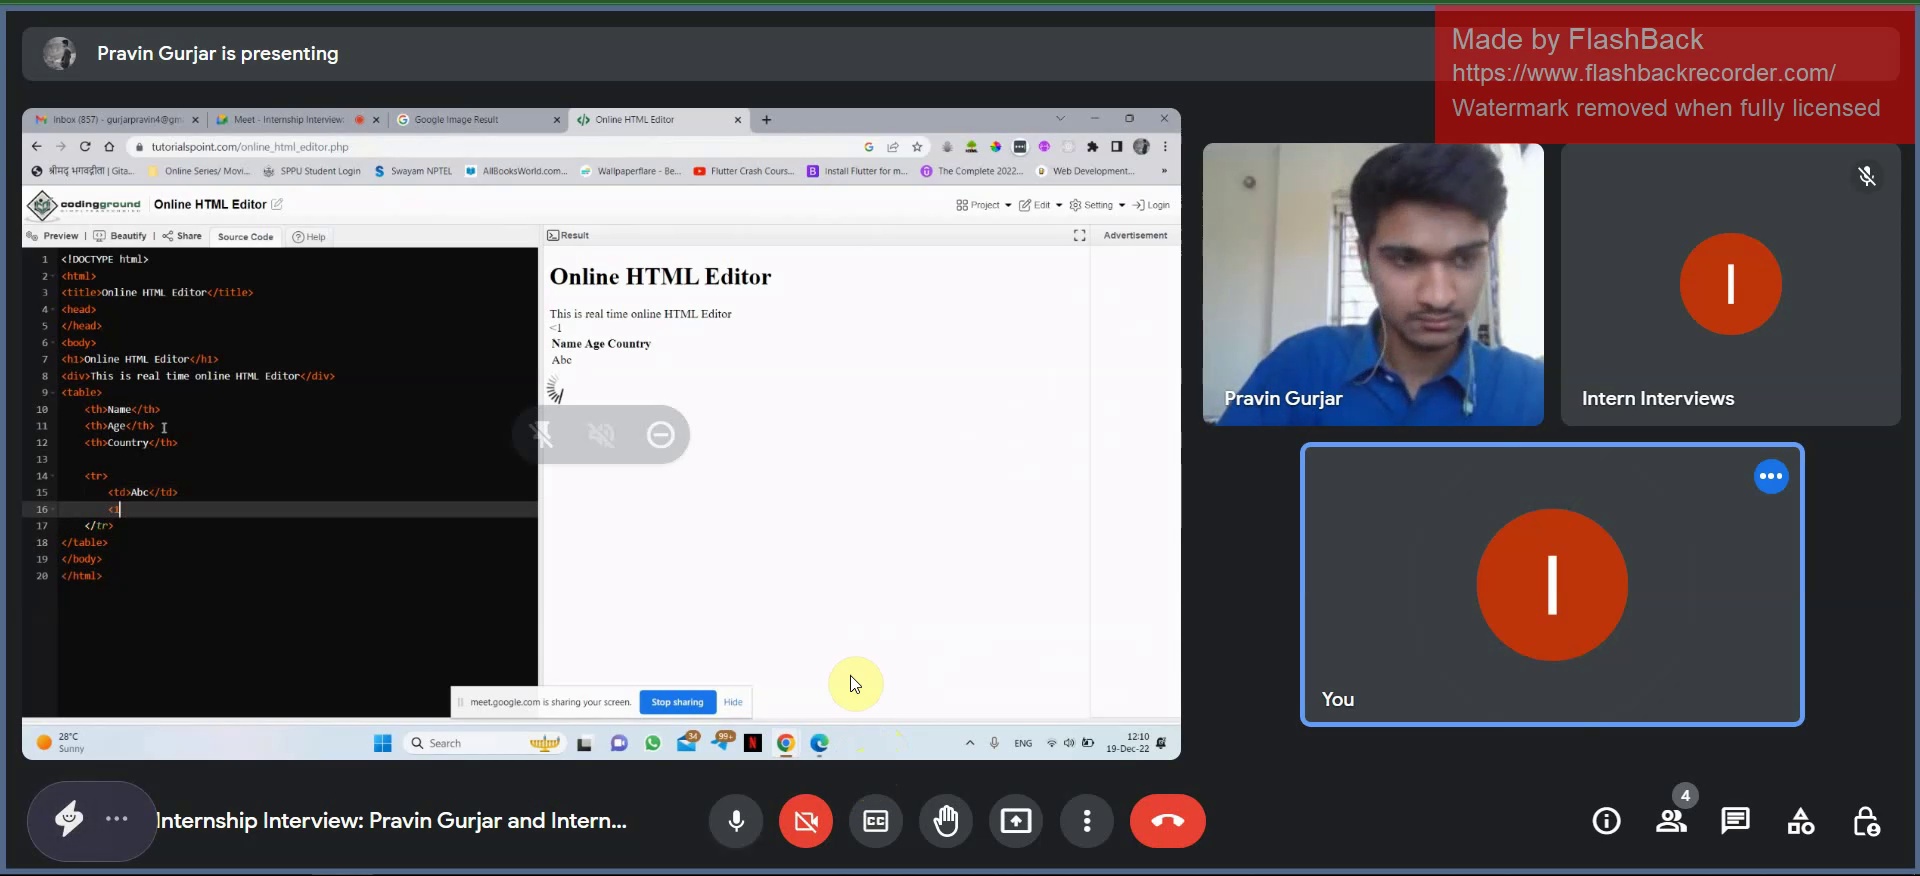 Pravin Gurjar is presenting
Made by FlashBack
https://www.flashbackrecorder.com/
Watermark removed when fully licensed
Inbox (857) - gurjarpravin4@gm
Meet - Internship Interview:
Google Image Result
Online HTML Editor
tutorialspoint.com/online_html_editor.php
श्रीमद् भगवद्गीता | Gita...
Online Series/ Movi...
SPPU Student Login
Swayam NPTEL
AllBooksWorld.com...
Wallpaperflare - Be...
Flutter Crash Cours...
Install Flutter for m...
The Complete 2022...
Web Development...
codingground
Online HTML Editor
Project
Edit
Setting
Login
Preview | Beautify | Share
Source Code
Help
Result
Advertisement
1 <!DOCTYPE html>
2 <html>
3 <title>Online HTML Editor</title>
4 <head>
5 </head>
6 <body>
7 <h1>Online HTML Editor</h1>
8 <div>This is real time online HTML Editor</div>
9 <table>
10 <th>Name</th>
11 <th>Age</th>
12 <th>Country</th>
13
14 <tr>
15 <td>Abc</td>
16 <1
17 </tr>
18 </table>
19 </body>
20 </html>
Online HTML Editor
This is real time online HTML Editor
<1
Name Age Country
Abc
meet.google.com is sharing your screen.
Stop sharing
Hide
28°C
Sunny
Search
34
99+
N
ENG
12:10
19-Dec-22
Pravin Gurjar
I
Intern Interviews
I
You
Internship Interview: Pravin Gurjar and Intern...
4